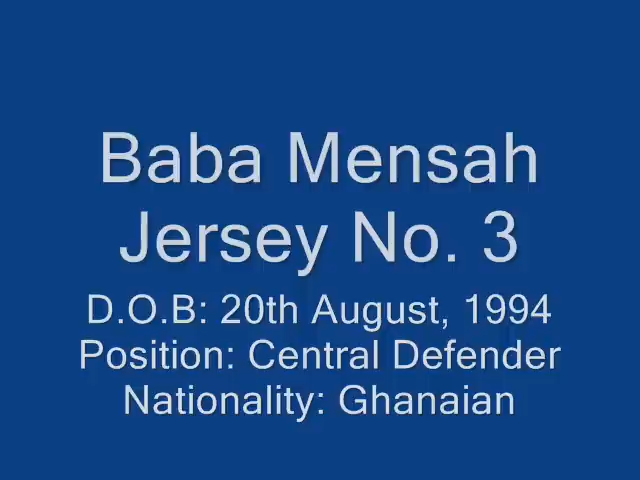 Baba Mensah
Jersey No. 3
D.O.B: 20th August, 1994
Position: Central Defender
Nationality: Ghanaian